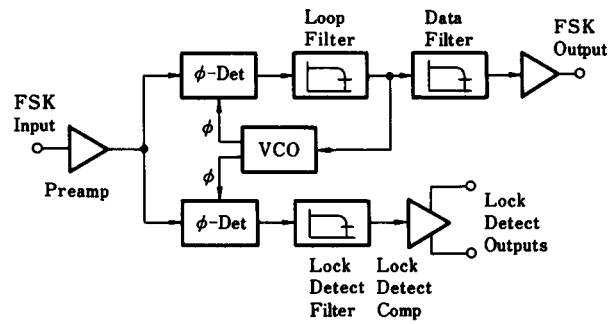 Loop
Filter
Data
Filter
FSK
Output
ϕ-Det
FSK
Input
ϕ
VCO
Preamp
ϕ
ϕ-Det
Lock
Detect
Outputs
Lock
Detect
Filter
Lock
Detect
Comp